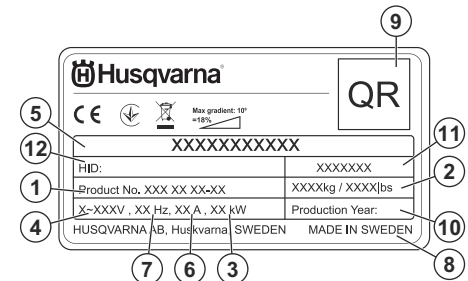 9
Husqvarna
QR
CE
Max gradient: 10°
=18%
5
XXXXXXXXXXX
11
12
HID:
XXXXXXX
1
Product No. XXX XX XX-XX
XXXXkg / XXXX lbs
2
X~XXXV , XX Hz, XX A , XX kW
Production Year:
4
HUSQVARNA AB, Huskvarna, SWEDEN
MADE IN SWEDEN
10
7
6
3
8